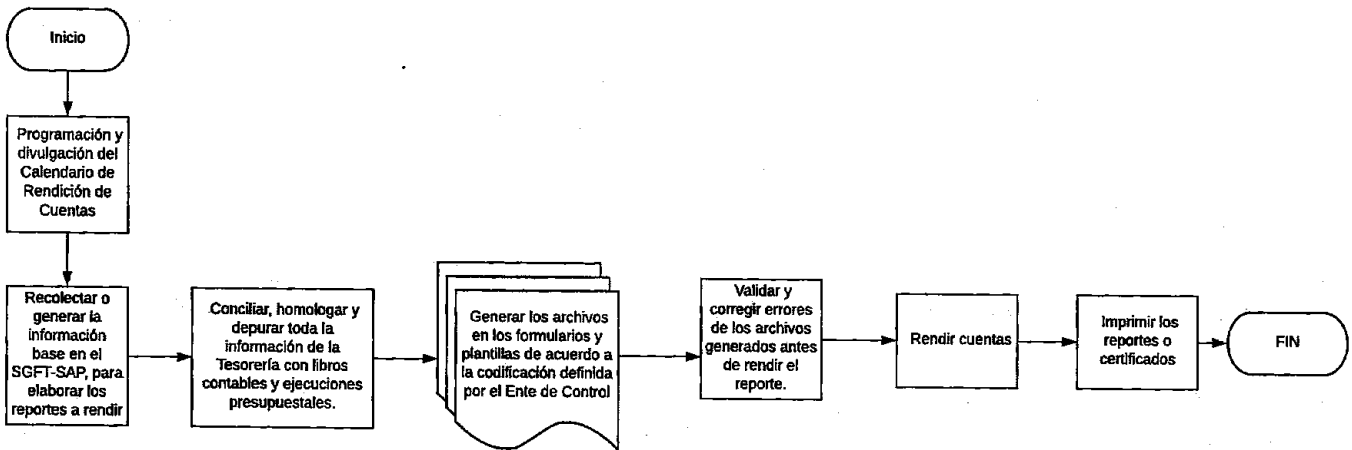 Inicio
Programación y
divulgación del
Calendario de
Rendición de
Cuentas
Recolectar o
generar la
información
base en el
SGFT-SAP, para
elaborar los
reportes a rendir
Conciliar, homologar y
depurar toda la
información de la
Tesorería con libros
contables y ejecuciones
presupuestales.
Generar los archivos
en los formularios y
plantillas de acuerdo a
la codificación definida
por el Ente de Control
Validar y
corregir errores
de los archivos
generados antes
de rendir el
reporte.
Rendir cuentas
Imprimir los
reportes o
certificados
FIN